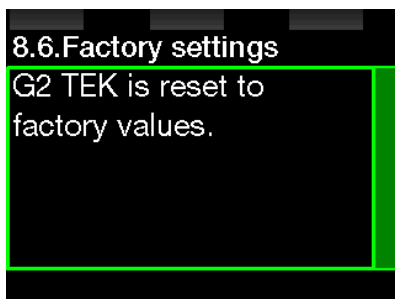 8.6.Factory settings
G2 TEK is reset to
factory values.